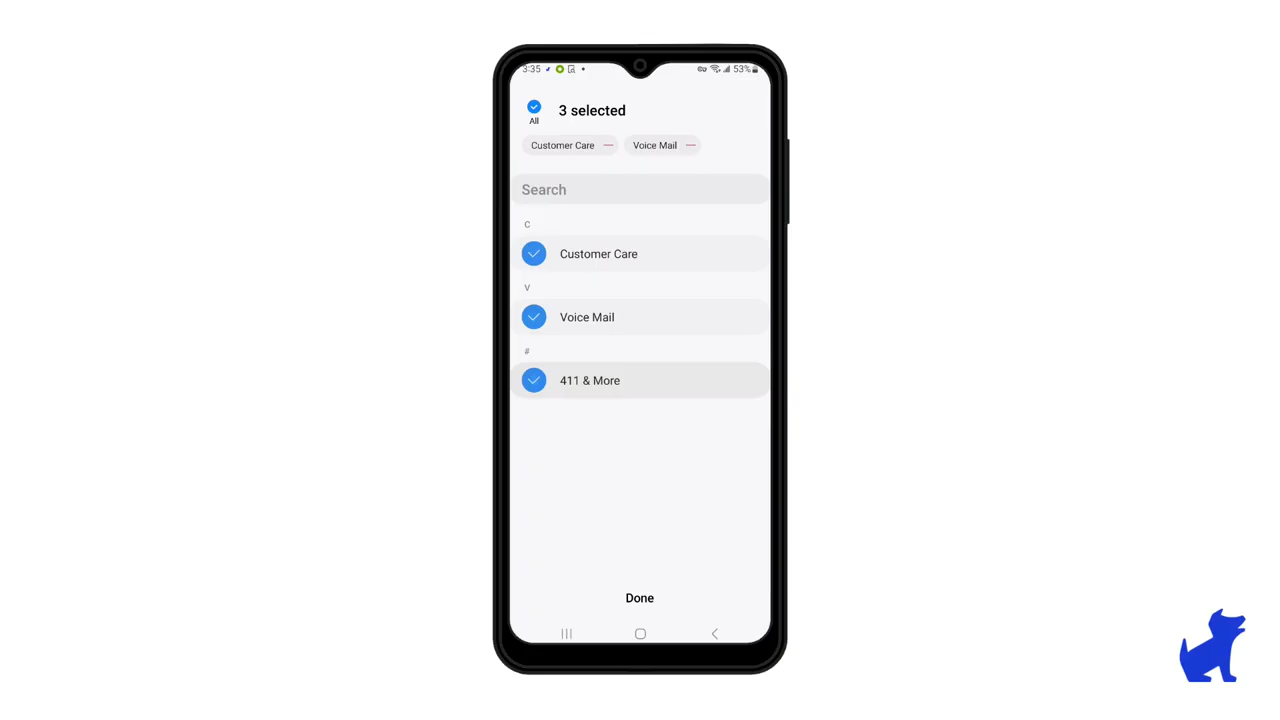 3:35 53%
3 selected
All
Customer Care Voice Mail
Search
C
Customer Care
V
Voice Mail
#
411 & More
Done